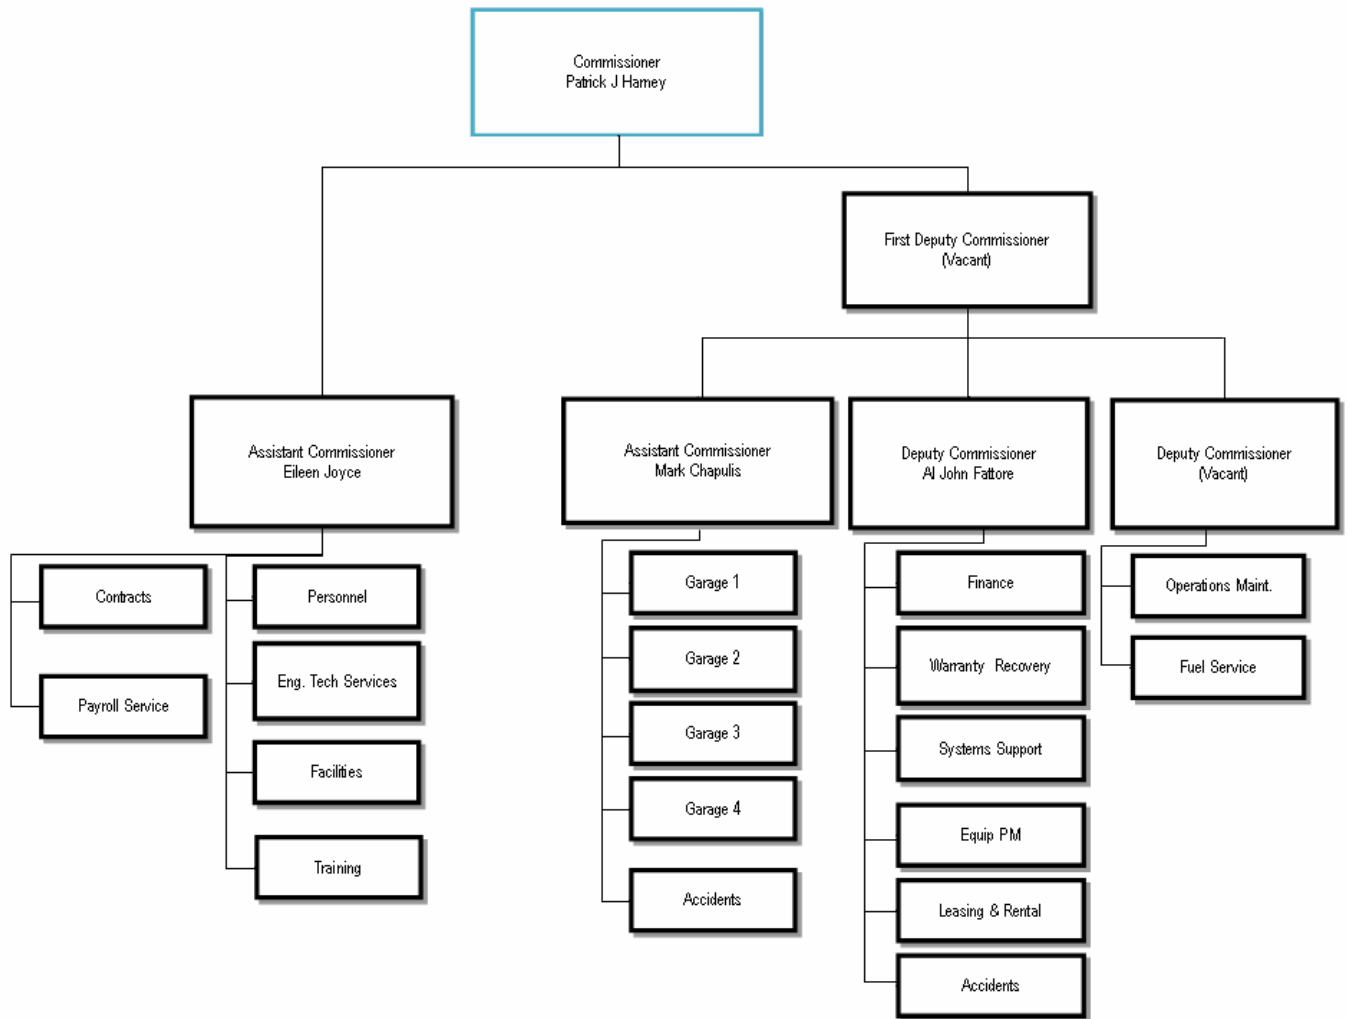 Commissioner
Patrick J Harney
First Deputy Commissioner
(Vacant)
Assistant Commissioner
Eileen Joyce
Assistant Commissioner
Mark Chapulis
Deputy Commissioner
Al John Fattore
Deputy Commissioner
(Vacant)
Contracts
Payroll Service
Personnel
Eng. Tech Services
Facilities
Training
Garage 1
Garage 2
Garage 3
Garage 4
Accidents
Finance
Warranty Recovery
Systems Support
Equip PM
Leasing & Rental
Accidents
Operations Maint.
Fuel Service